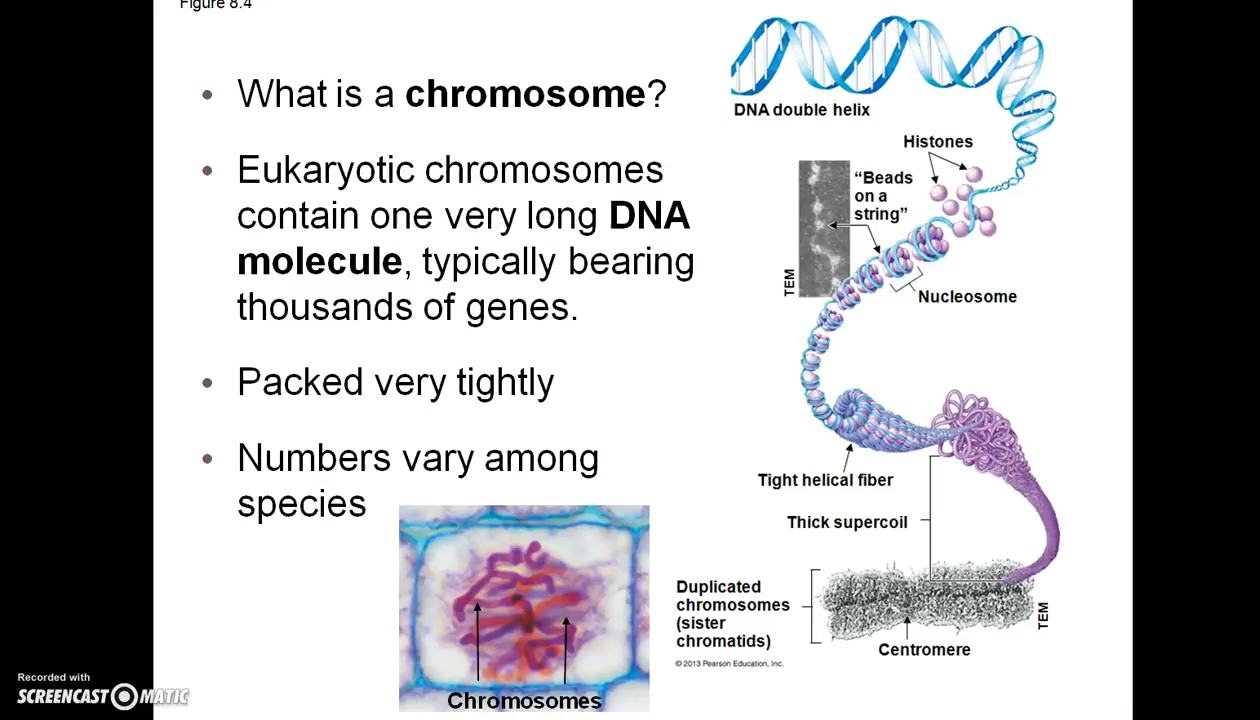 Figure 8.4
• What is a chromosome?
• Eukaryotic chromosomes
contain one very long DNA
molecule, typically bearing
thousands of genes.
• Packed very tightly
• Numbers vary among
species
Chromosomes
DNA double helix
Histones
“Beads
on a
string”
TEM
Nucleosome
Tight helical fiber
Thick supercoil
Duplicated
chromosomes
(sister
chromatids)
TEM
Centromere
© 2013 Pearson Education, Inc.
Recorded with
SCREENCAST MATIC